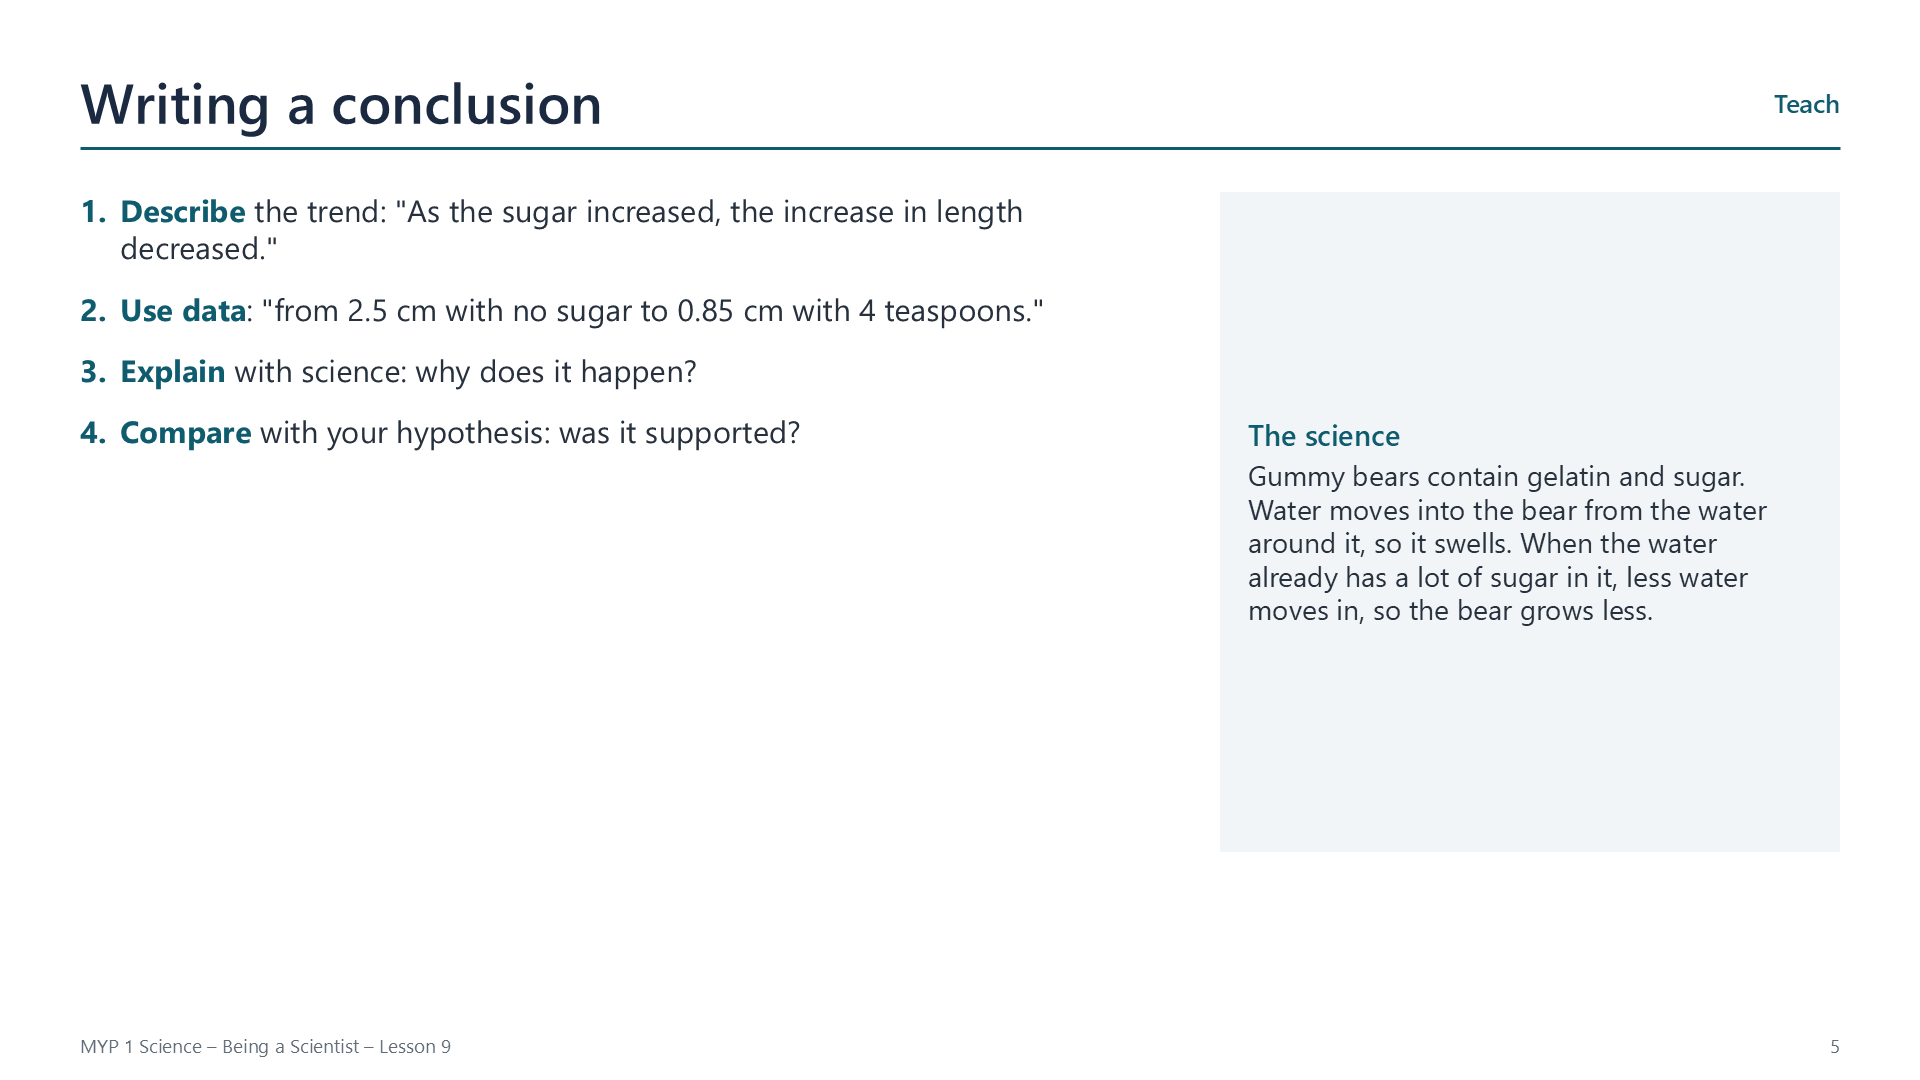 Writing a conclusion
Teach
1. Describe the trend: "As the sugar increased, the increase in length
decreased."
2. Use data: "from 2.5 cm with no sugar to 0.85 cm with 4 teaspoons."
3. Explain with science: why does it happen?
4. Compare with your hypothesis: was it supported?
The science
Gummy bears contain gelatin and sugar.
Water moves into the bear from the water
around it, so it swells. When the water
already has a lot of sugar in it, less water
moves in, so the bear grows less.
MYP 1 Science – Being a Scientist – Lesson 9
5